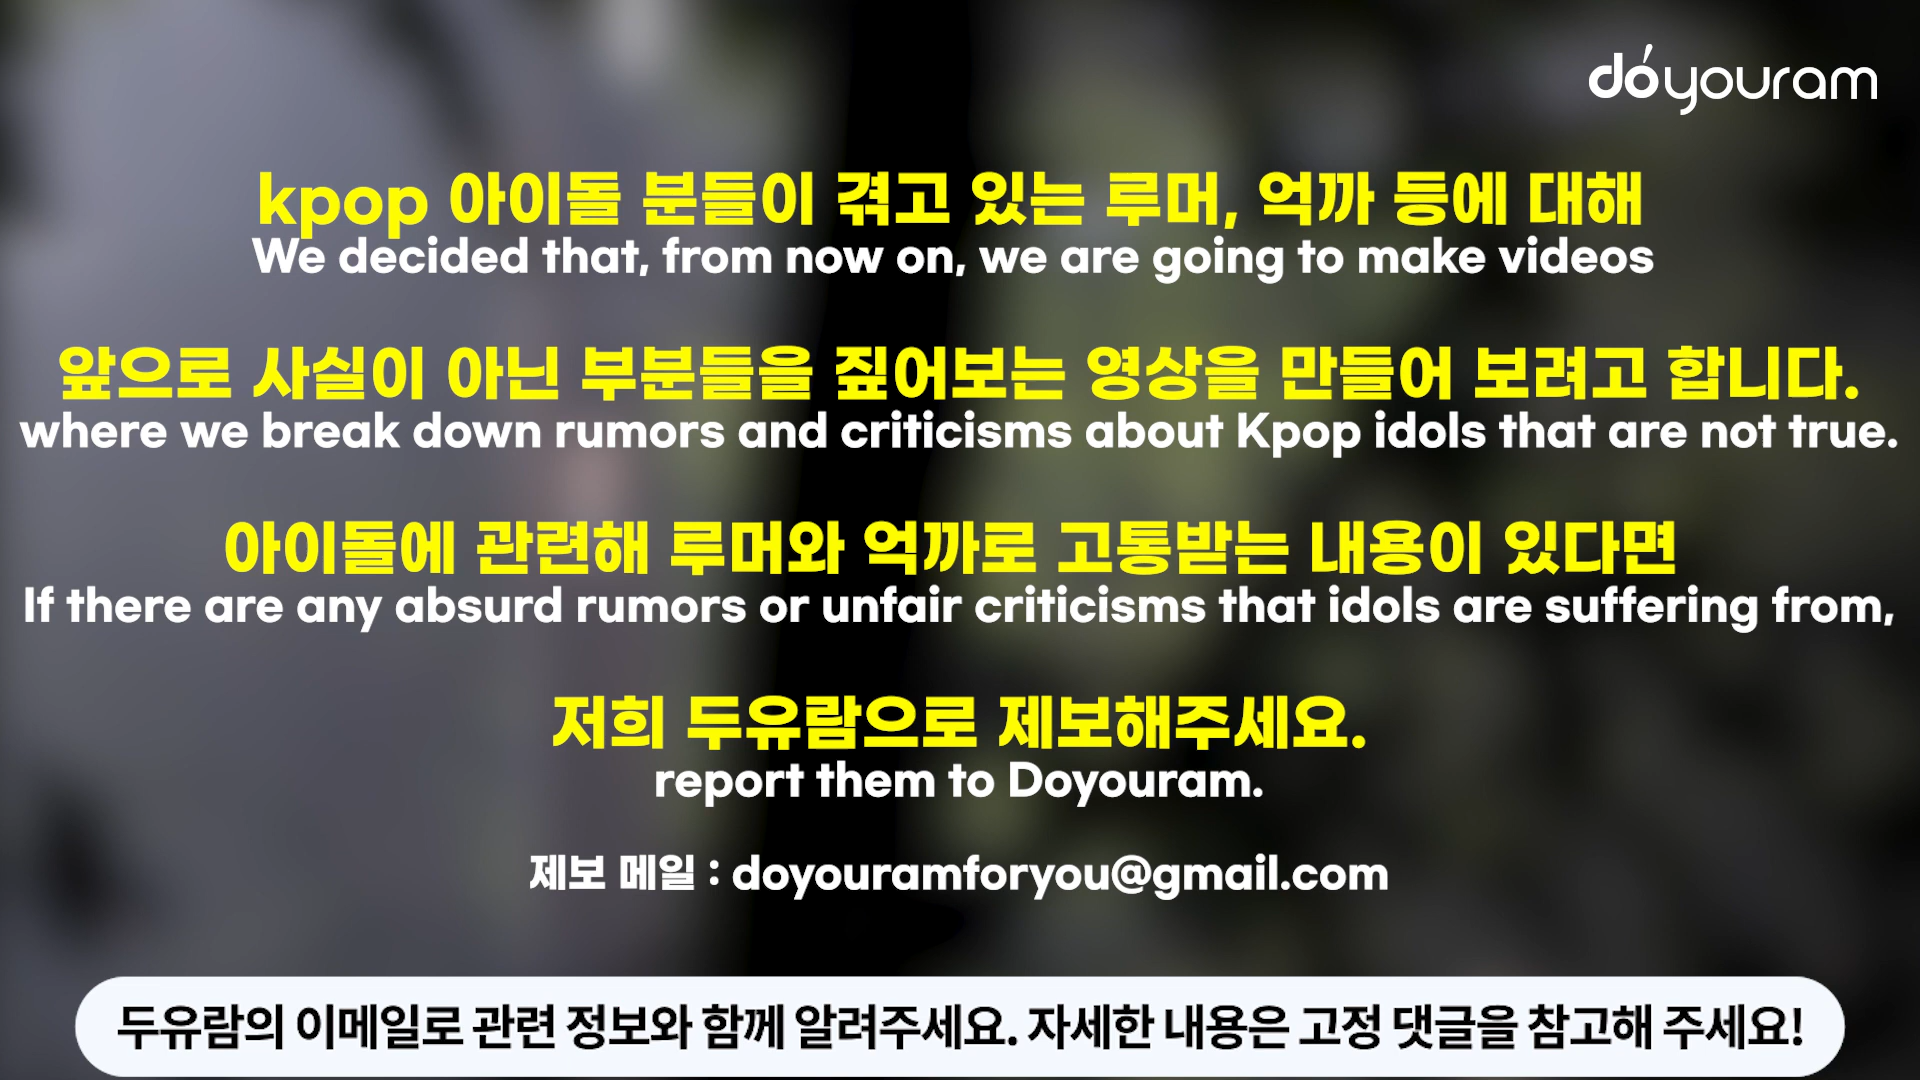 doyouram
kpop 아이돌 분들이 겪고 있는 루머, 억까 등에 대해
We decided that, from now on, we are going to make videos
앞으로 사실이 아닌 부분들을 짚어보는 영상을 만들어 보려고 합니다.
where we break down rumors and criticisms about Kpop idols that are not true.
아이돌에 관련해 루머와 억까로 고통받는 내용이 있다면
If there are any absurd rumors or unfair criticisms that idols are suffering from,
저희 두유람으로 제보해주세요.
report them to Doyouram.
제보 메일 : doyouramforyou@gmail.com
두유람의 이메일로 관련 정보와 함께 알려주세요. 자세한 내용은 고정 댓글을 참고해 주세요!